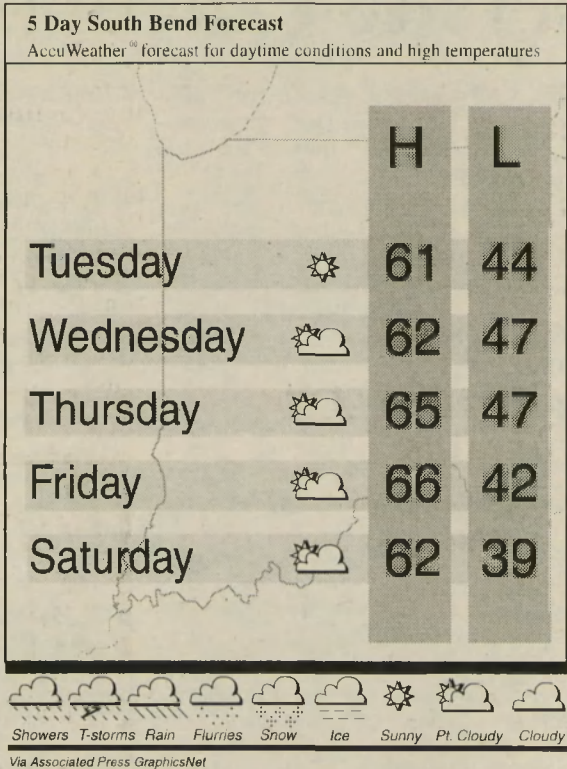 5 Day South Bend Forecast
AccuWeather® forecast for daytime conditions and high temperatures
H L
Tuesday 61 44
Wednesday 62 47
Thursday 65 47
Friday 66 42
Saturday 62 39
Showers T-storms Rain Flurries Snow Ice Sunny Pt. Cloudy Cloudy
Via Associated Press GraphicsNet